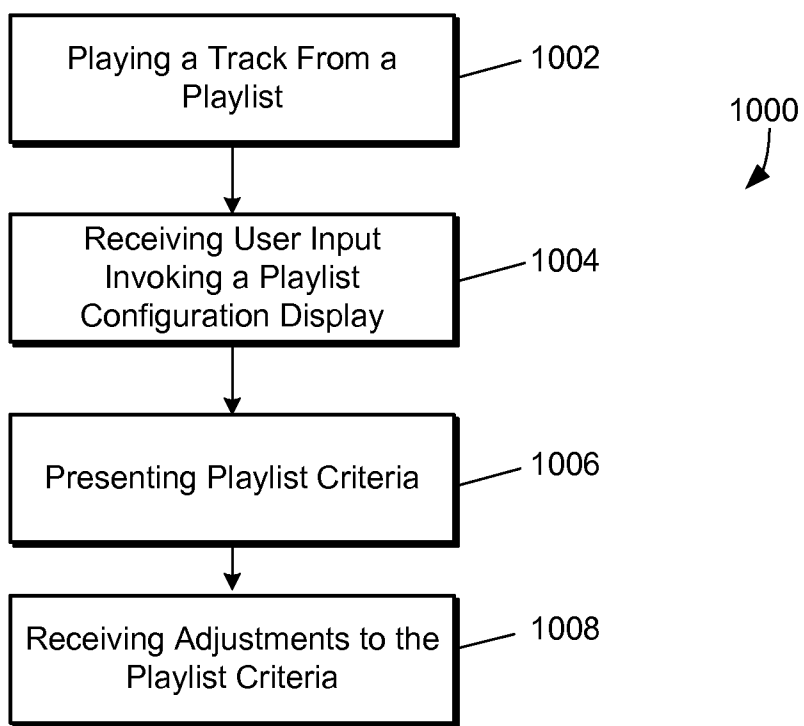 Playing a Track From a
Playlist
1002
1000
Receiving User Input
Invoking a Playlist
Configuration Display
1004
Presenting Playlist Criteria
1006
Receiving Adjustments to the
Playlist Criteria
1008